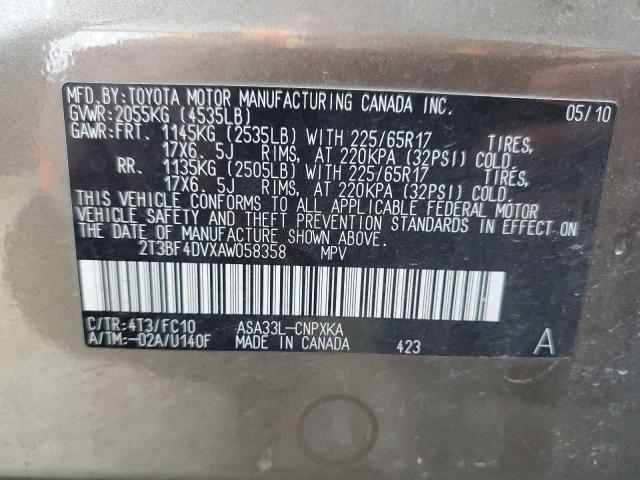 MFD.BY:TOYOTA MOTOR MANUFACTURING CANADA INC.
GVWR:2055KG (4535LB) 05/10
GAWR:FRT. 1145KG (2535LB) WITH 225/65R17 TIRES,
17X6.5J RIMS, AT 220KPA (32PSI) COLD.
RR. 1135KG (2505LB) WITH 225/65R17 TIRES,
17X6.5J RIMS, AT 220KPA (32PSI) COLD.
THIS VEHICLE CONFORMS TO ALL APPLICABLE FEDERAL MOTOR
VEHICLE SAFETY AND THEFT PREVENTION STANDARDS IN EFFECT ON
THE DATE OF MANUFACTURE SHOWN ABOVE.
2T3BF4DVXAW058358 MPV
C/TR:4T3/FC10 ASA33L-CNPXKA
A/TM:-02A/U140F MADE IN CANADA 423 A